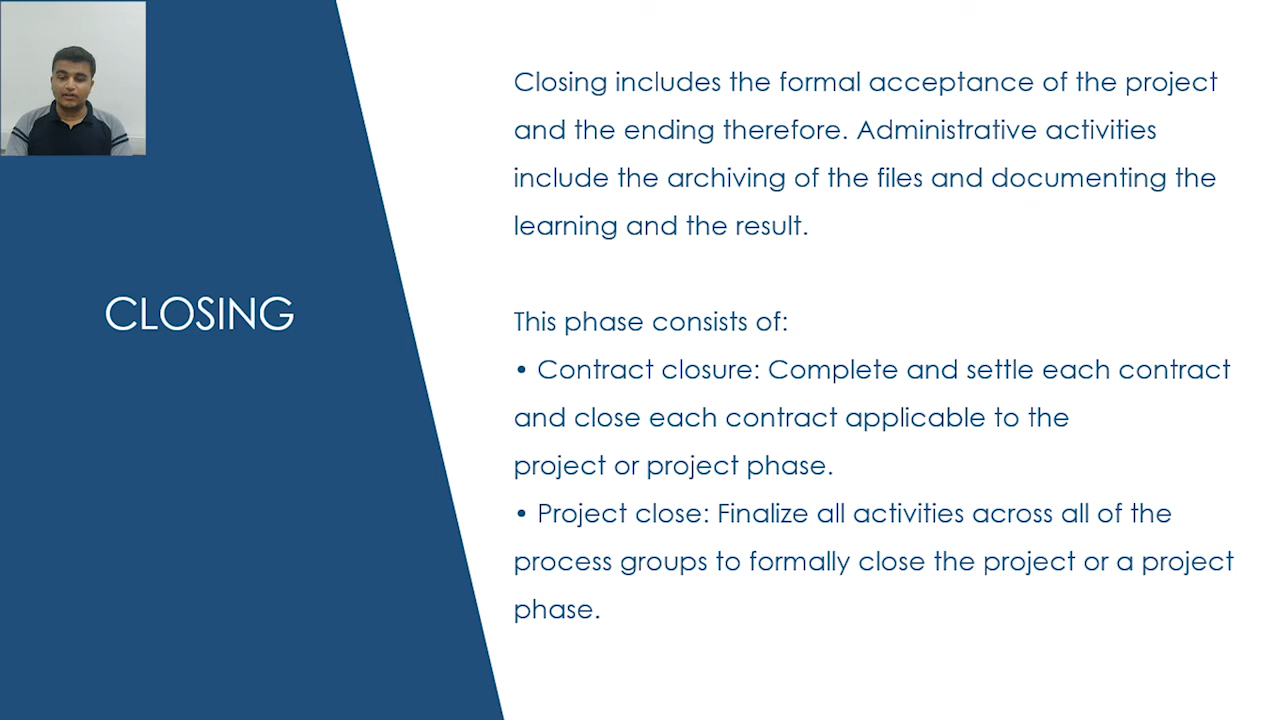 CLOSING
Closing includes the formal acceptance of the project
and the ending therefore. Administrative activities
include the archiving of the files and documenting the
learning and the result.
This phase consists of:
• Contract closure: Complete and settle each contract
and close each contract applicable to the
project or project phase.
• Project close: Finalize all activities across all of the
process groups to formally close the project or a project
phase.